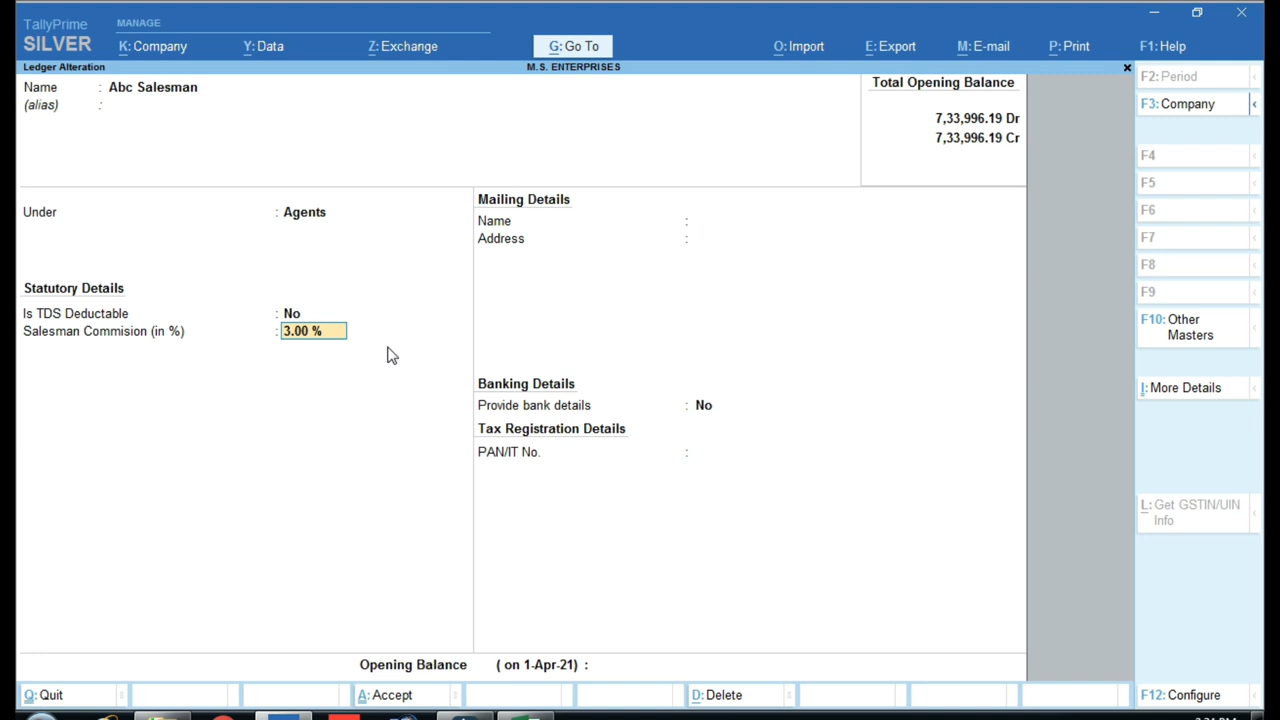 TallyPrime
MANAGE
SILVER
K: Company
Y: Data
Z: Exchange
G: Go To
O: Import
E: Export
M: E-mail
P: Print
F1: Help
Ledger Alteration
M.S. ENTERPRISES
Name : Abc Salesman
(alias) :
Total Opening Balance
7,33,996.19 Dr
7,33,996.19 Cr
Under : Agents
Statutory Details
Is TDS Deductable : No
Salesman Commision (in %) : 3.00 %
Mailing Details
Name :
Address :
Banking Details
Provide bank details : No
Tax Registration Details
PAN/IT No. :
Opening Balance ( on 1-Apr-21) :
F2: Period
F3: Company
F4
F5
F6
F7
F8
F9
F10: Other
Masters
I: More Details
L: Get GSTIN/UIN
Info
Q: Quit
A: Accept
D: Delete
F12: Configure